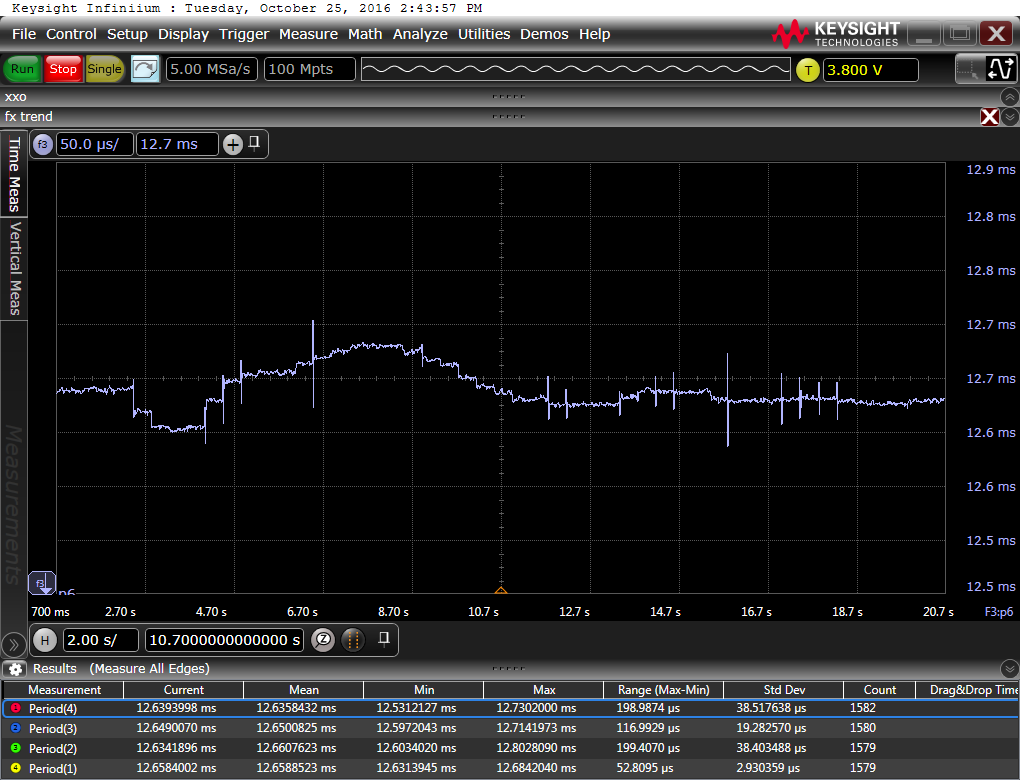 Keysight Infiniium : Tuesday, October 25, 2016 2:43:57 PM
File Control Setup Display Trigger Measure Math Analyze Utilities Demos Help KEYSIGHT TECHNOLOGIES
Run Stop Single 5.00 MSa/s 100 Mpts T 3.800 V
xxo
fx trend
f3 50.0 µs/ 12.7 ms
Time Meas
Vertical Meas
Measurements
12.9 ms
12.8 ms
12.8 ms
12.7 ms
12.7 ms
12.6 ms
12.6 ms
12.5 ms
12.5 ms
f3 p6
700 ms 2.70 s 4.70 s 6.70 s 8.70 s 10.7 s 12.7 s 14.7 s 16.7 s 18.7 s 20.7 s F3:p6
H 2.00 s/ 10.7000000000000 s Z
Results (Measure All Edges)
Measurement Current Mean Min Max Range (Max-Min) Std Dev Count Drag&Drop Time
1 Period(4) 12.6393998 ms 12.6358432 ms 12.5312127 ms 12.7302000 ms 198.9874 µs 38.517638 µs 1582
2 Period(3) 12.6490070 ms 12.6500825 ms 12.5972043 ms 12.7141973 ms 116.9929 µs 19.282570 µs 1580
3 Period(2) 12.6341896 ms 12.6607623 ms 12.6034020 ms 12.8028090 ms 199.4070 µs 38.403488 µs 1579
4 Period(1) 12.6584002 ms 12.6588523 ms 12.6313945 ms 12.6842040 ms 52.8095 µs 2.930359 µs 1579